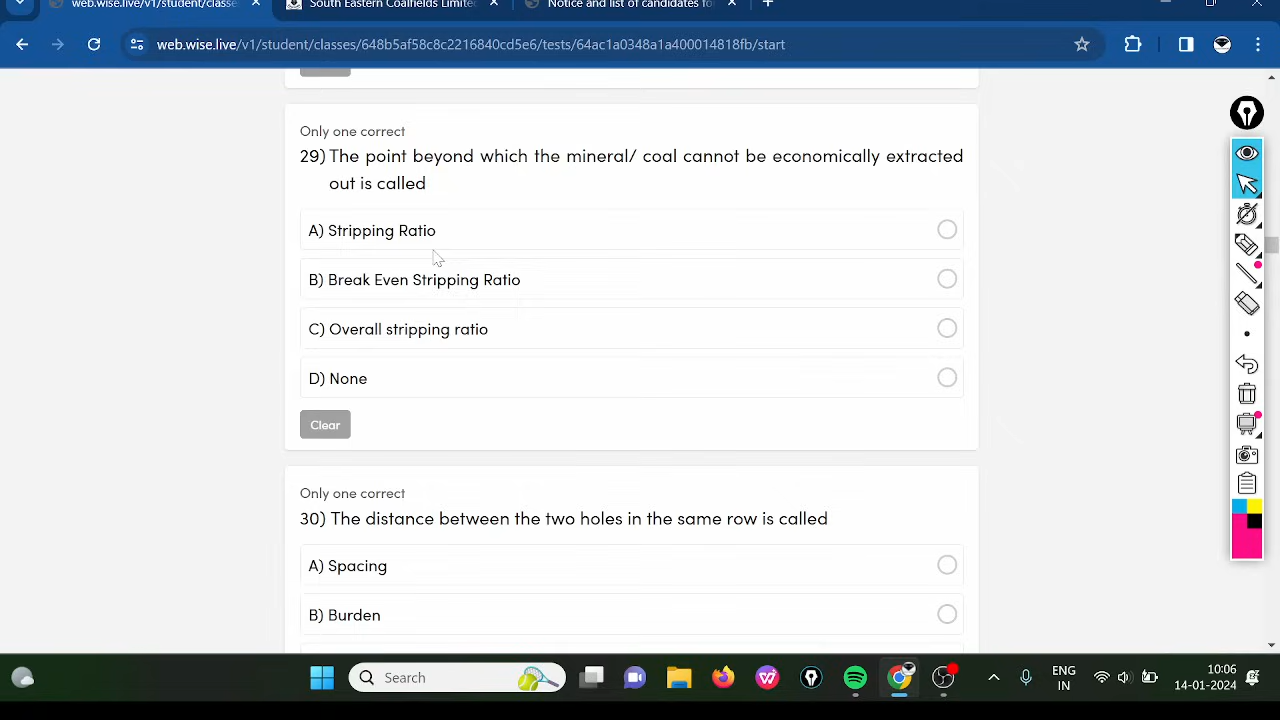 web.wise.live/v1/student/classe
South Eastern Coalfields Limite
Notice and list of candidates fo
web.wise.live/v1/student/classes/648b5af58c8c2216840cd5e6/tests/64ac1a0348a1a400014818fb/start
Only one correct
29) The point beyond which the mineral/ coal cannot be economically extracted
out is called
A) Stripping Ratio
B) Break Even Stripping Ratio
C) Overall stripping ratio
D) None
Clear
Only one correct
30) The distance between the two holes in the same row is called
A) Spacing
B) Burden
Search
ENG
IN
10:06
14-01-2024